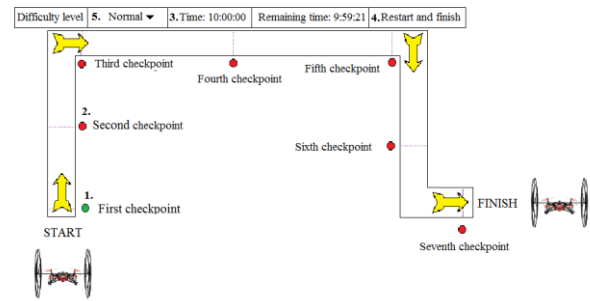 Difficulty level 5. Normal 3.Time: 10:00:00 Remaining time: 9:59:21 4.Restart and finish
Third checkpoint
Fourth checkpoint
Fifth checkpoint
2.
Second checkpoint
Sixth checkpoint
1.
First checkpoint
FINISH
START
Seventh checkpoint